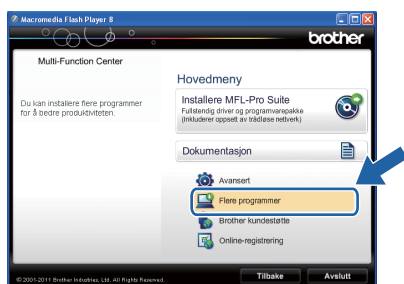 Macromedia Flash Player 8
brother
Multi-Function Center
Du kan installere flere programmer
for å bedre produktiviteten.
Hovedmeny
Installere MFL-Pro Suite
Fullstendig driver og programvarepakke
(Inkluderer oppsett av trådløse nettverk)
Dokumentasjon
Avansert
Flere programmer
Brother kundestøtte
Online-registrering
© 2001-2011 Brother Industries, Ltd. All Rights Reserved.
Tilbake
Avslutt